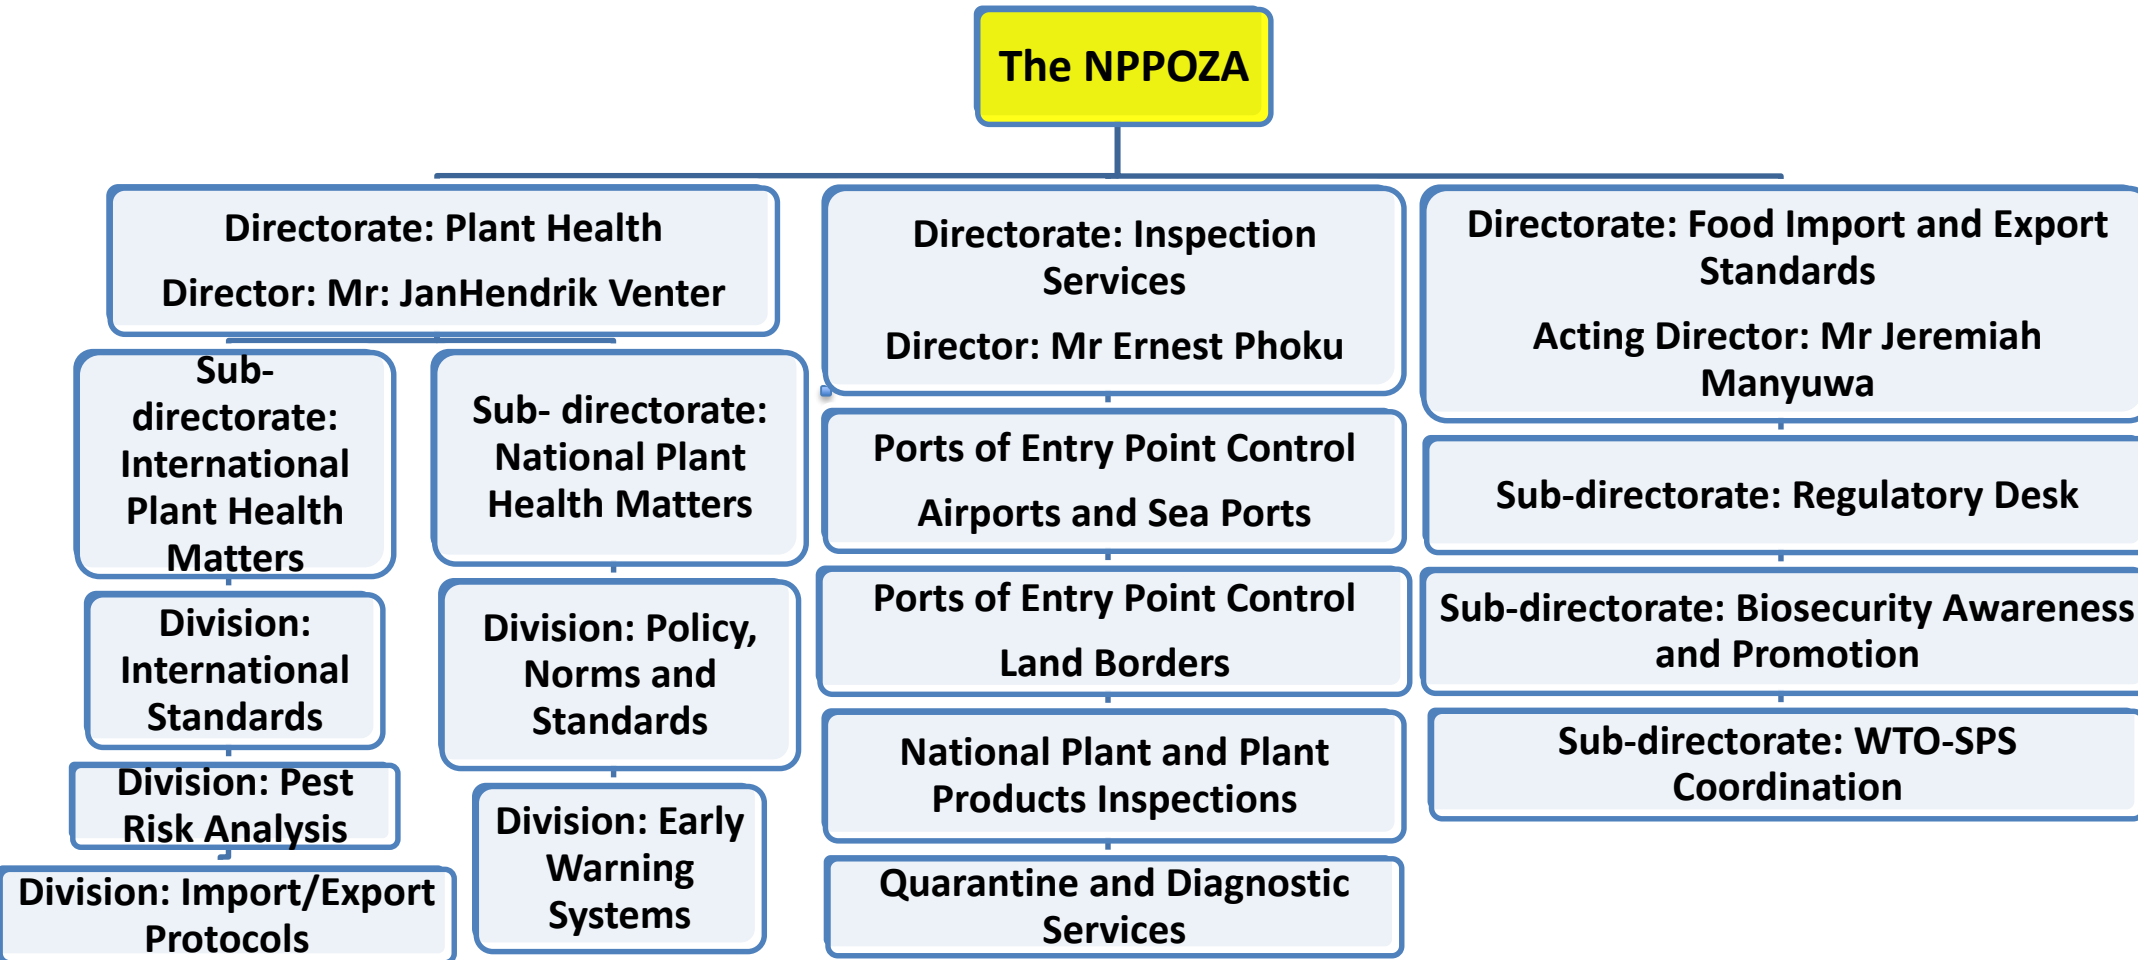 The NPPOZA
Directorate: Plant Health
Director: Mr: JanHendrik Venter
Sub-
directorate:
International
Plant Health
Matters
Division:
International
Standards
Division: Pest
Risk Analysis
Division: Import/Export
Protocols
Sub- directorate:
National Plant
Health Matters
Division: Policy,
Norms and
Standards
Division: Early
Warning
Systems
Directorate: Inspection
Services
Director: Mr Ernest Phoku
Ports of Entry Point Control
Airports and Sea Ports
Ports of Entry Point Control
Land Borders
National Plant and Plant
Products Inspections
Quarantine and Diagnostic
Services
Directorate: Food Import and Export
Standards
Acting Director: Mr Jeremiah
Manyuwa
Sub-directorate: Regulatory Desk
Sub-directorate: Biosecurity Awareness
and Promotion
Sub-directorate: WTO-SPS
Coordination